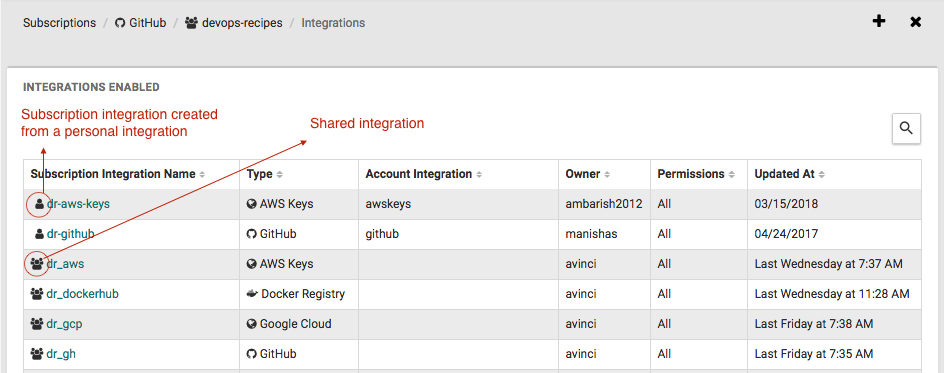 Subscriptions / GitHub / devops-recipes / Integrations
INTEGRATIONS ENABLED
Subscription integration created
from a personal integration
Shared integration
Subscription Integration Name Type Account Integration Owner Permissions Updated At
dr-aws-keys AWS Keys awskeys ambarish2012 All 03/15/2018
dr-github GitHub github manishas All 04/24/2017
dr_aws AWS Keys avinci All Last Wednesday at 7:37 AM
dr_dockerhub Docker Registry avinci All Last Wednesday at 11:28 AM
dr_gcp Google Cloud avinci All Last Friday at 7:38 AM
dr_gh GitHub avinci All Last Friday at 7:35 AM